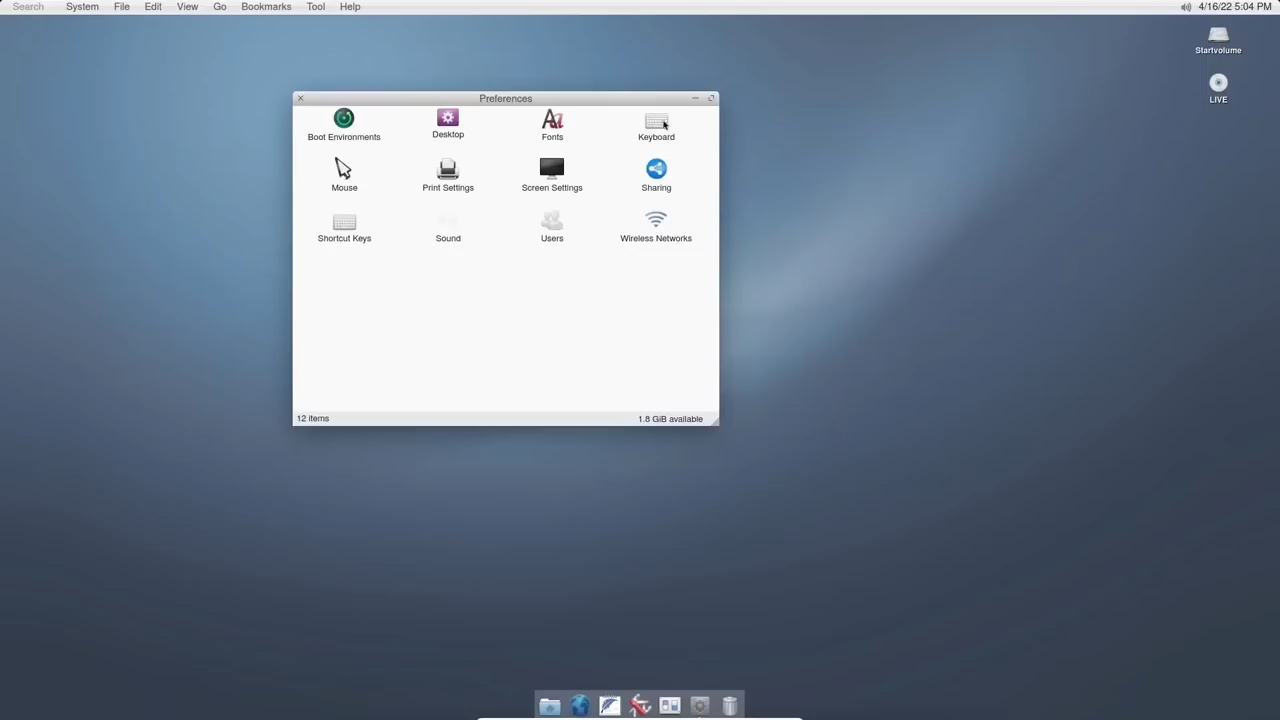 Search System File Edit View Go Bookmarks Tool Help 4/16/22 5:04 PM
Startvolume
LIVE
Preferences
Boot Environments Desktop Fonts Keyboard
Mouse Print Settings Screen Settings Sharing
Shortcut Keys Sound Users Wireless Networks
12 items 1.8 GiB available